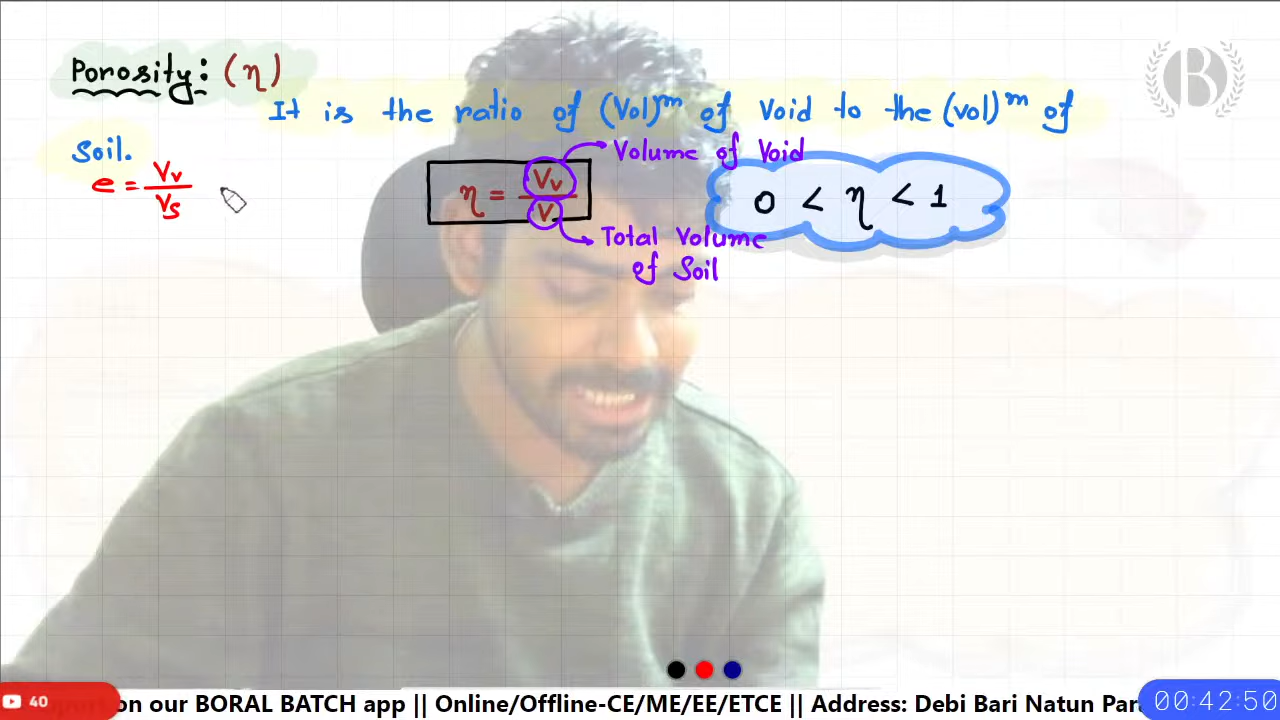 Porosity: (η)
It is the ratio of (Vol)ᵐ of Void to the (vol)ᵐ of
Soil.
e = Vv / Vs
η = Vv / V
Volume of Void
Total Volume
of Soil
0 < η < 1
B
40
on our BORAL BATCH app || Online/Offline-CE/ME/EE/ETCE || Address: Debi Bari Natun
00:42:50